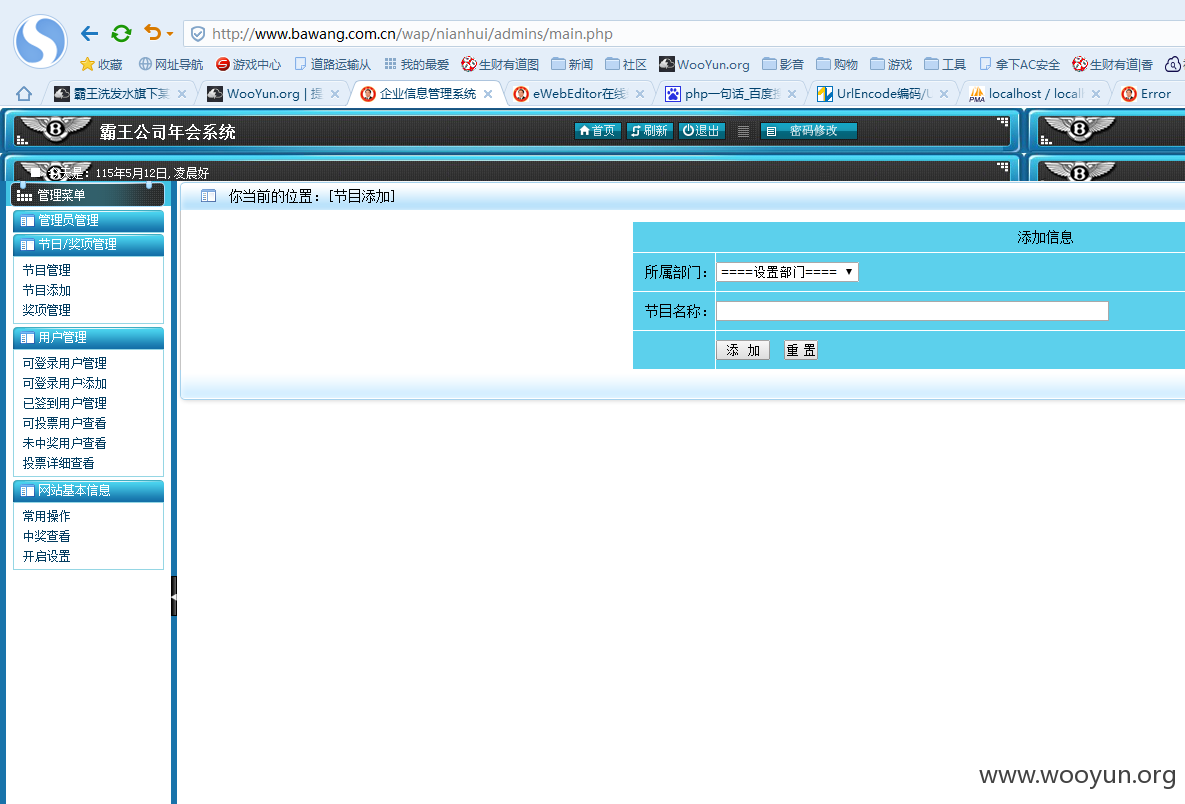 http://www.bawang.com.cn/wap/nianhui/admins/main.php
收藏 网址导航 游戏中心 道路运输从 我的最爱 生财有道图 新闻 社区 WooYun.org 影音 购物 游戏 工具 拿下AC安全 生财有道|香
霸王洗发水旗下某 WooYun.org | 提 企业信息管理系统 eWebEditor在线 php一句话_百度搜 UrlEncode编码/U localhost / locall Error
霸王公司年会系统 首页 刷新 退出 密码修改
今天是：115年5月12日, 凌晨好
管理菜单
你当前的位置：[节目添加]
管理员管理
节日/奖项管理
节目管理
节目添加
奖项管理
用户管理
可登录用户管理
可登录用户添加
已签到用户管理
可投票用户查看
未中奖用户查看
投票详细查看
网站基本信息
常用操作
中奖查看
开启设置
添加信息
所属部门： ====设置部门====
节目名称：
添 加 重 置
www.wooyun.org